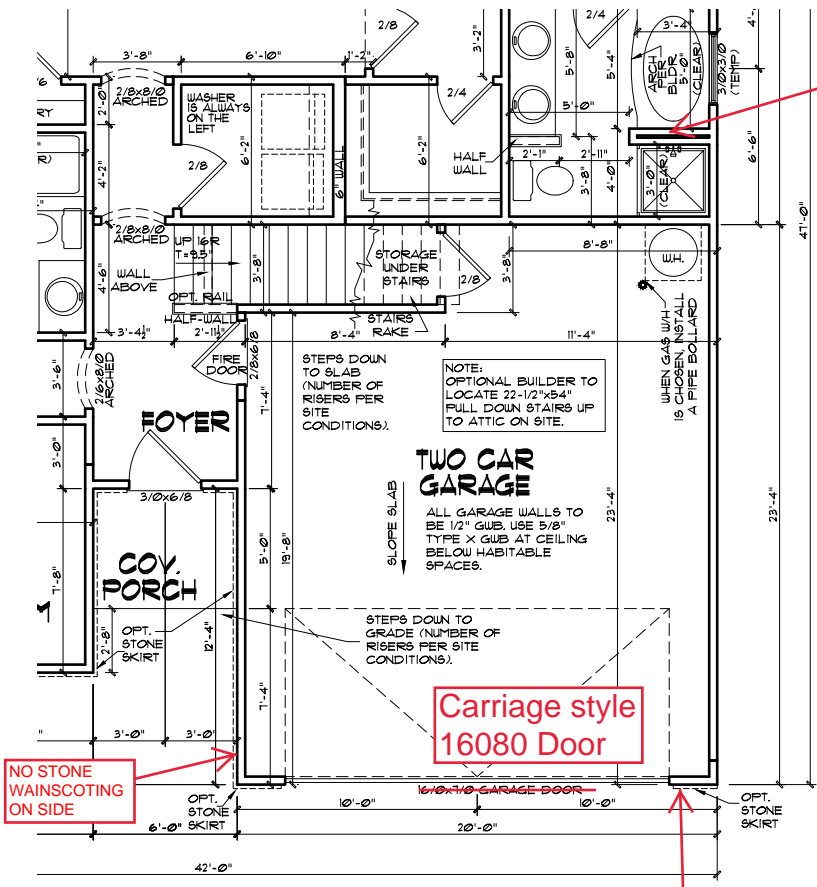 3'-8"
6'-10"
1'-2"
2/8
3'-2"
2/4
3'-4"
4'-
5'-8"
5'-4"
ARCH
PER
BLDR.
5'-0"
(CLEAR)
3/0x3/0
(TEMP)
2/8x8/0
ARCHED
2'-0"
WASHER
IS ALWAYS
ON THE
LEFT
2/4
5'-0"
RY
4'-2"
2/8
6'-2"
6" WALL
6'-2"
HALF
WALL
2'-1"
2'-11"
3'-8"
4'-0"
3'-0"
(CLEAR)
6'-6"
47'-0"
2/8x8/0
ARCHED
UP 16R
T = 9.5"
WALL
ABOVE
4'-6"
3'-8"
STORAGE
UNDER
STAIRS
2/8
3'-8"
8'-8"
W.H.
OPT. RAIL
HALF-WALL
STAIRS
RAKE
3'-4½"
2'-11½"
8'-4"
11'-4"
WHEN GAS W/H
IS CHOSEN, INSTALL
A PIPE BOLLARD
3'-6"
2/6x8/0
ARCHED
FIRE
DOOR
2/8x6/8
STEPS DOWN
TO SLAB
(NUMBER OF
RISERS PER
SITE
CONDITIONS).
NOTE:
OPTIONAL BUILDER TO
LOCATE 22-1/2"x54"
PULL DOWN STAIRS UP
TO ATTIC ON SITE.
7'-4"
FOYER
3'-0"
TWO CAR
GARAGE
3/0x6/8
SLOPE SLAB
ALL GARAGE WALLS TO
BE 1/2" GWB. USE 5/8"
TYPE X GWB AT CEILING
BELOW HABITABLE
SPACES.
23'-4"
23'-4"
5'-0"
19'-8"
COV.
PORCH
7'-8"
OPT.
STONE
SKIRT
2'-8"
12'-4"
STEPS DOWN TO
GRADE (NUMBER OF
RISERS PER SITE
CONDITIONS).
7'-4"
Carriage style
16080 Door
3'-0"
3'-0"
NO STONE
WAINSCOTING
ON SIDE
16/0x7/0 GARAGE DOOR
OPT.
STONE
SKIRT
10'-0"
10'-0"
OPT.
STONE
SKIRT
6'-0"
20'-0"
42'-0"